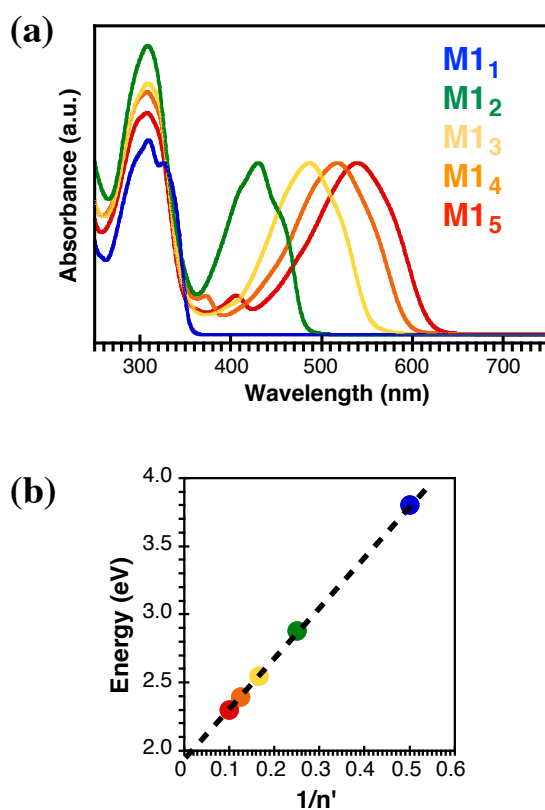 (a)
M1₁
M1₂
M1₃
M1₄
M1₅
Absorbance (a.u.)
300 400 500 600 700
Wavelength (nm)
(b)
4.0
3.5
3.0
2.5
2.0
Energy (eV)
0 0.1 0.2 0.3 0.4 0.5 0.6
1/n'